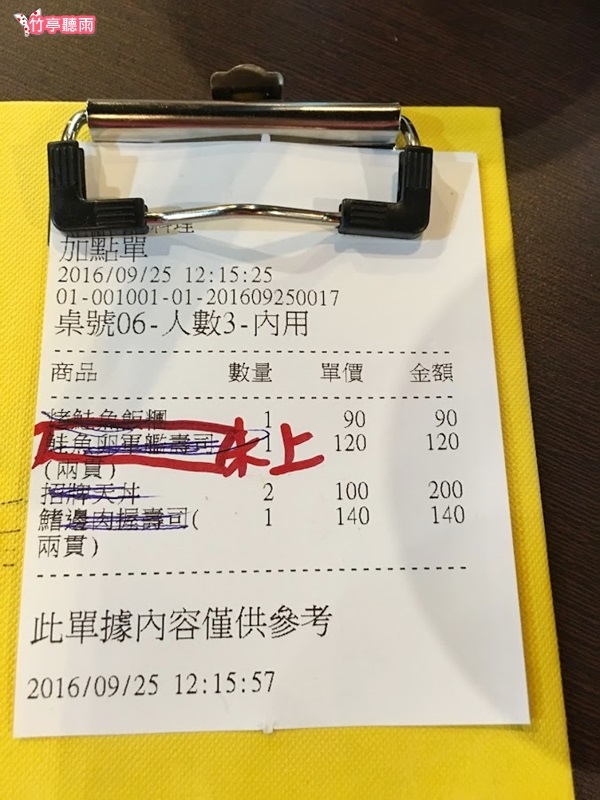 竹亭聽雨
料理
加點單
2016/09/25 12:15:25
01-001001-01-201609250017
桌號06-人數3-內用
商品 數量 單價 金額
烤鮭魚飯糰 1 90 90
鮭魚卵軍艦壽司 1 120 120
未上
(兩貫)
招牌天丼 2 100 200
鰭邊肉握壽司( 1 140 140
兩貫)
此單據內容僅供參考
2016/09/25 12:15:57